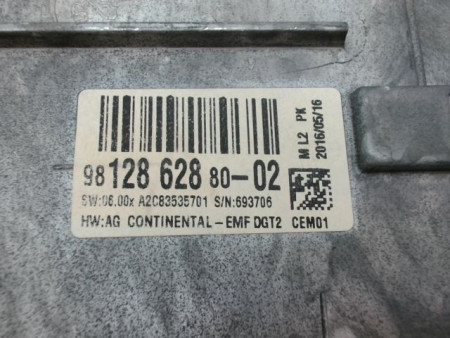 98 128 628 80-02
SW:06.00x A2C83535701 S/N:693706
HW:AG CONTINENTAL-EMF DGT2 CEM01
M L2 PK
2016/05/16